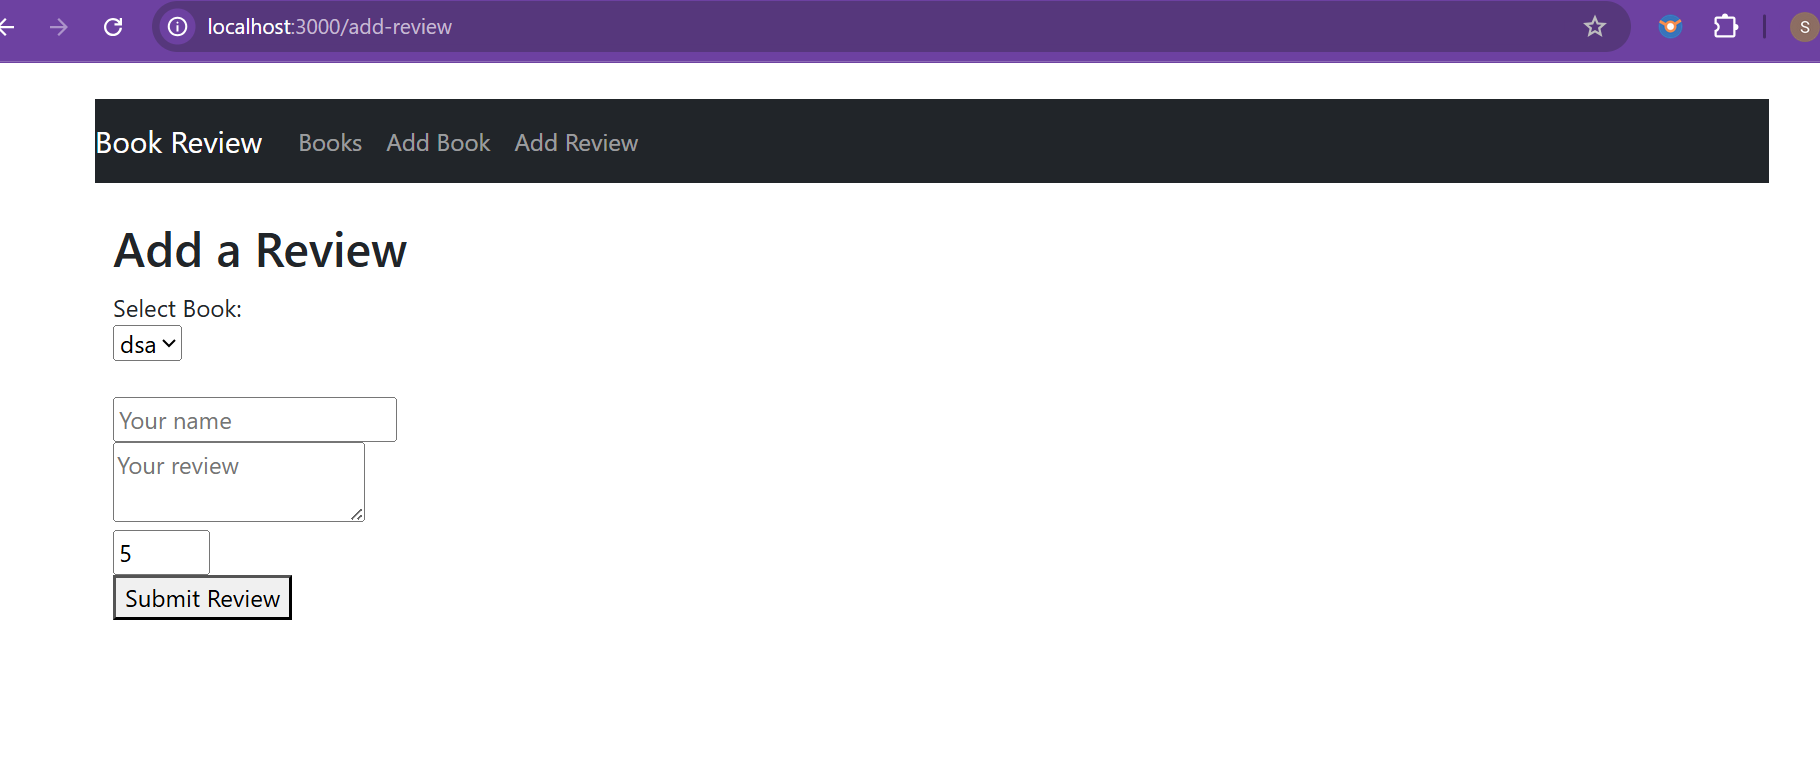 localhost:3000/add-review
S
Book Review Books Add Book Add Review
Add a Review
Select Book:
dsa
Your name
Your review
5
Submit Review